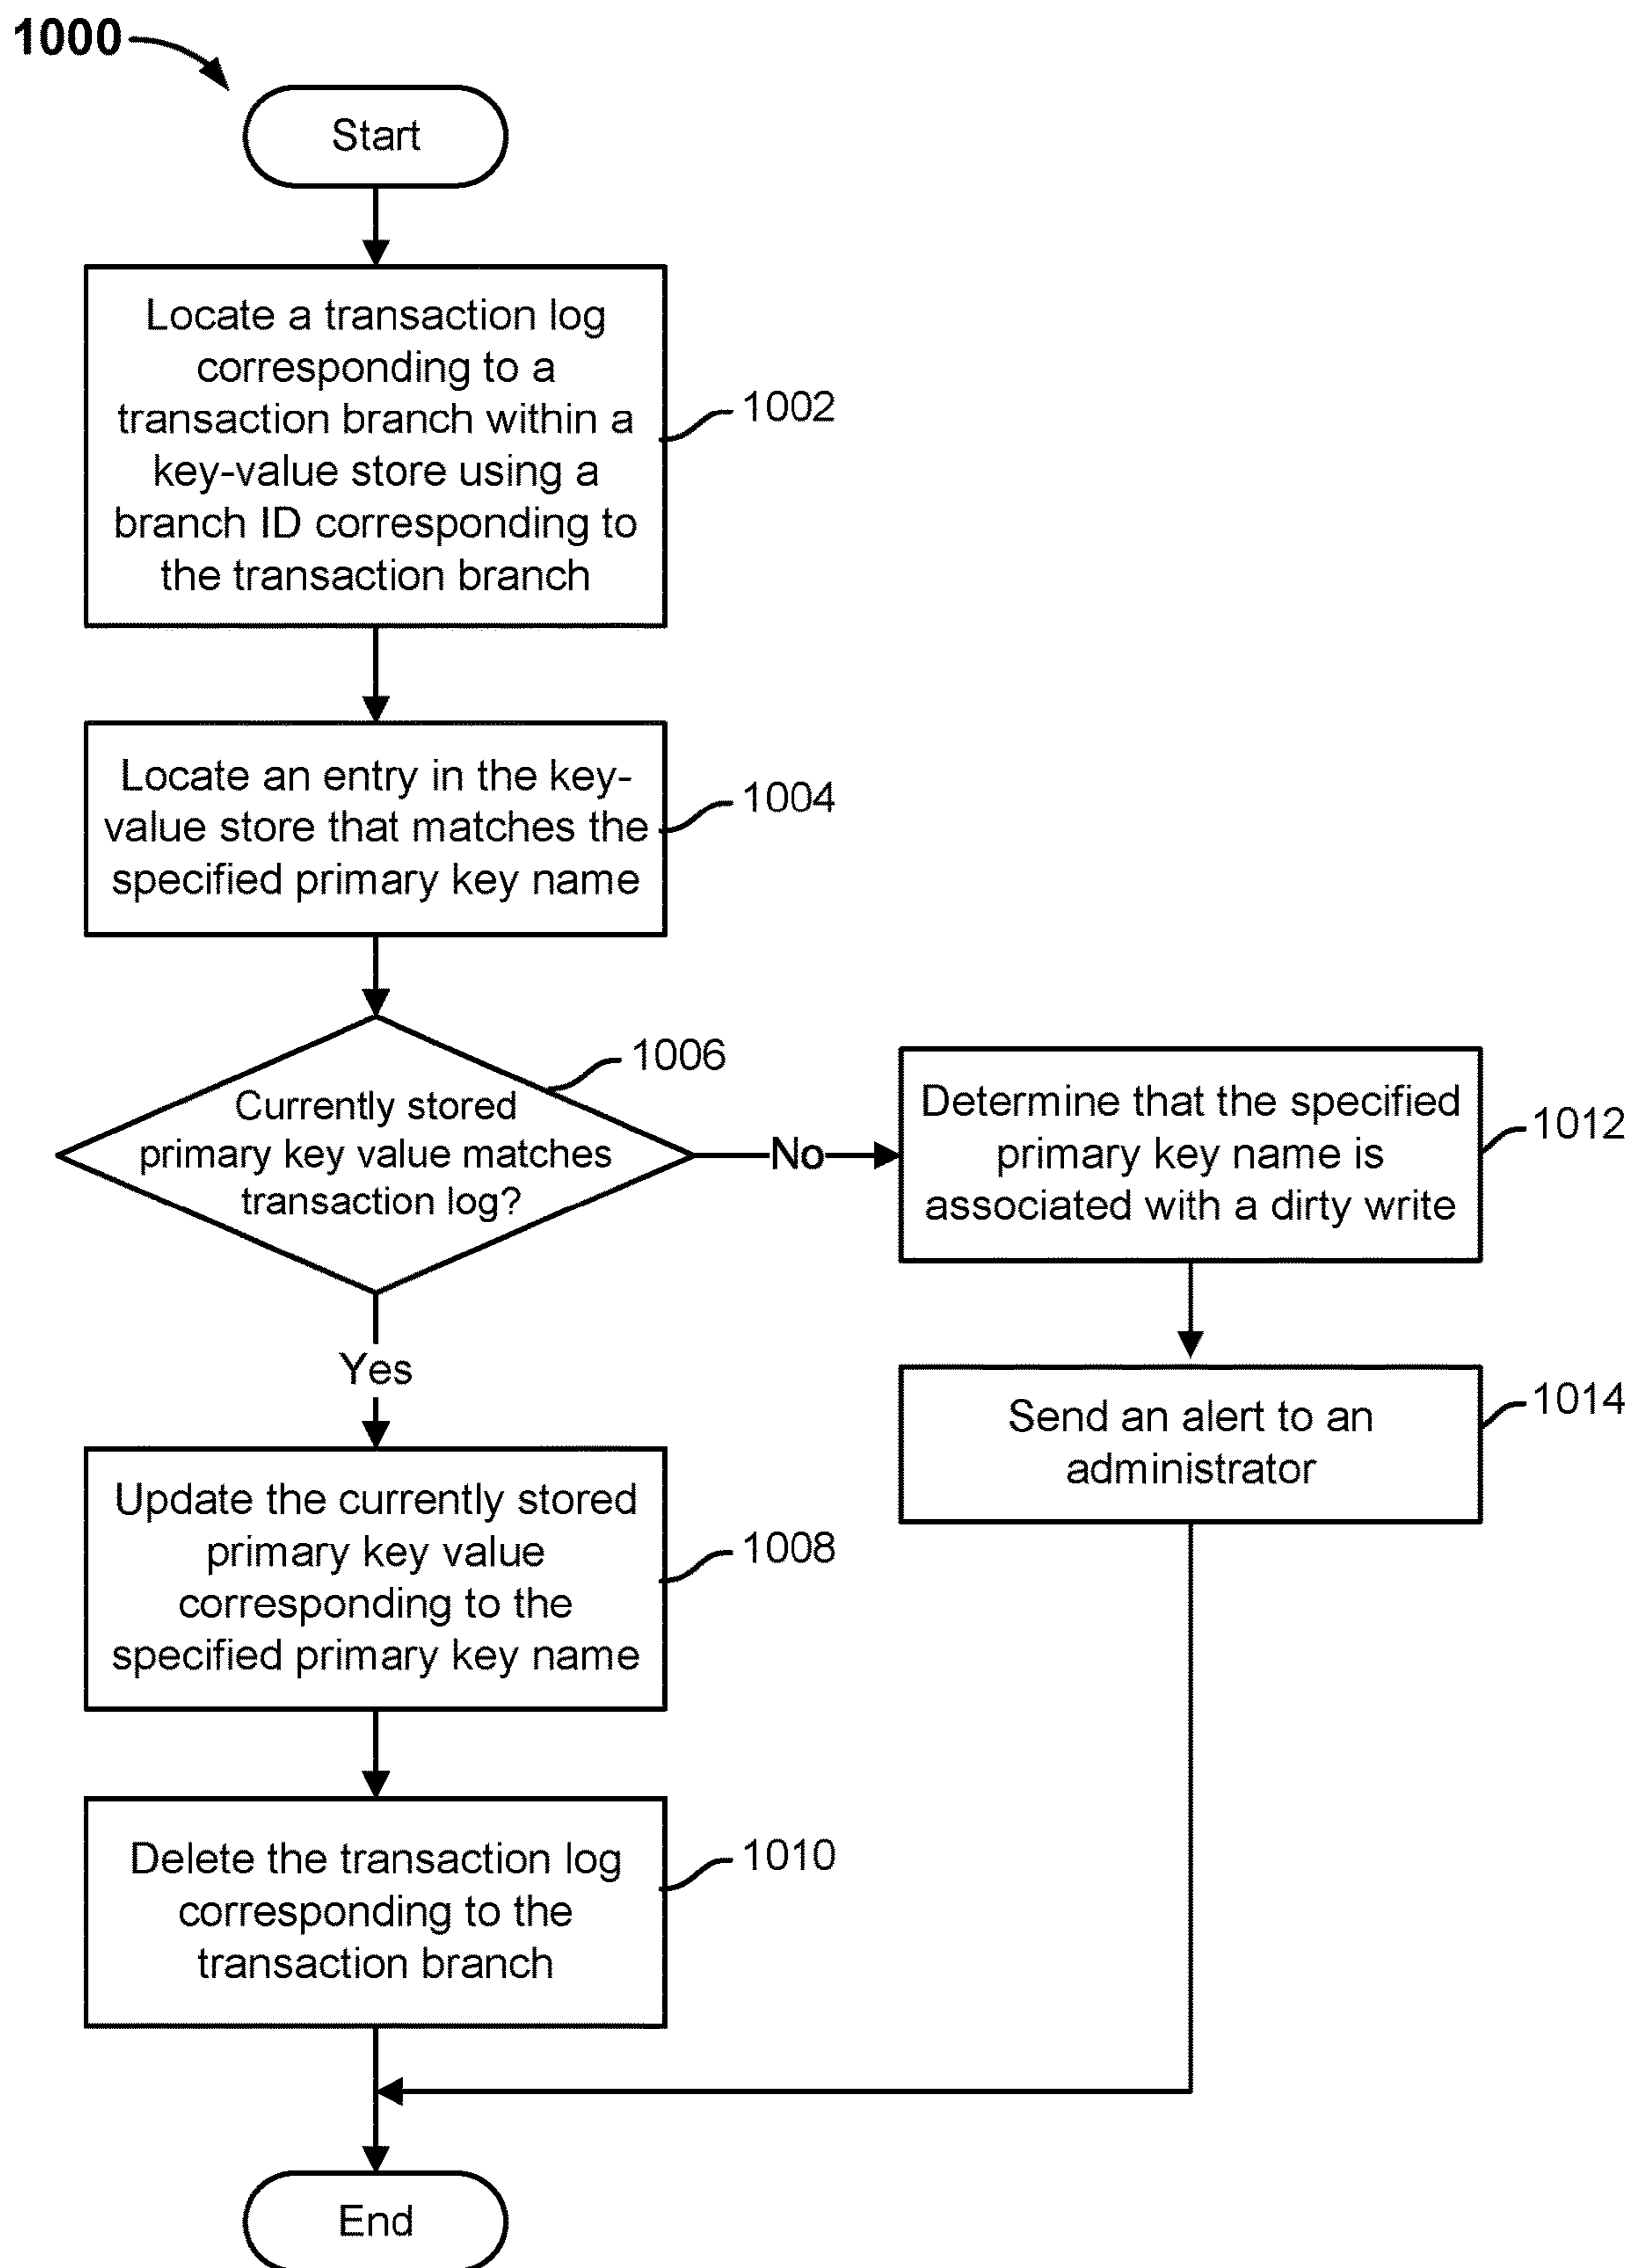 1000
Start
Locate a transaction log
corresponding to a
transaction branch within a
key-value store using a
branch ID corresponding to
the transaction branch
1002
Locate an entry in the key-
value store that matches the
specified primary key name
1004
1006
Currently stored
primary key value matches
transaction log?
No
Determine that the specified
primary key name is
associated with a dirty write
1012
Yes
Send an alert to an
administrator
1014
Update the currently stored
primary key value
corresponding to the
specified primary key name
1008
Delete the transaction log
corresponding to the
transaction branch
1010
End